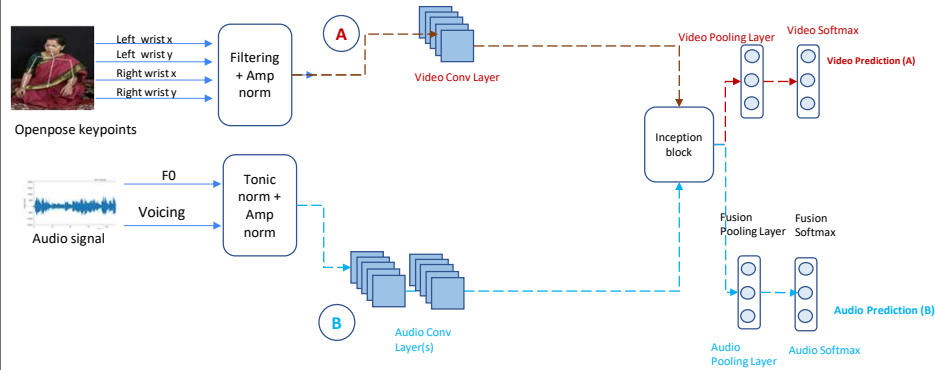 Left wrist x
Left wrist y
Right wrist x
Right wrist y
Openpose keypoints
Filtering
+ Amp
norm
A
Video Conv Layer
Video Pooling Layer
Video Softmax
Video Prediction (A)
Inception
block
F0
Voicing
Audio signal
Tonic
norm +
Amp
norm
B
Audio Conv
Layer(s)
Fusion
Pooling Layer
Fusion
Softmax
Audio Prediction (B)
Audio
Pooling Layer
Audio Softmax